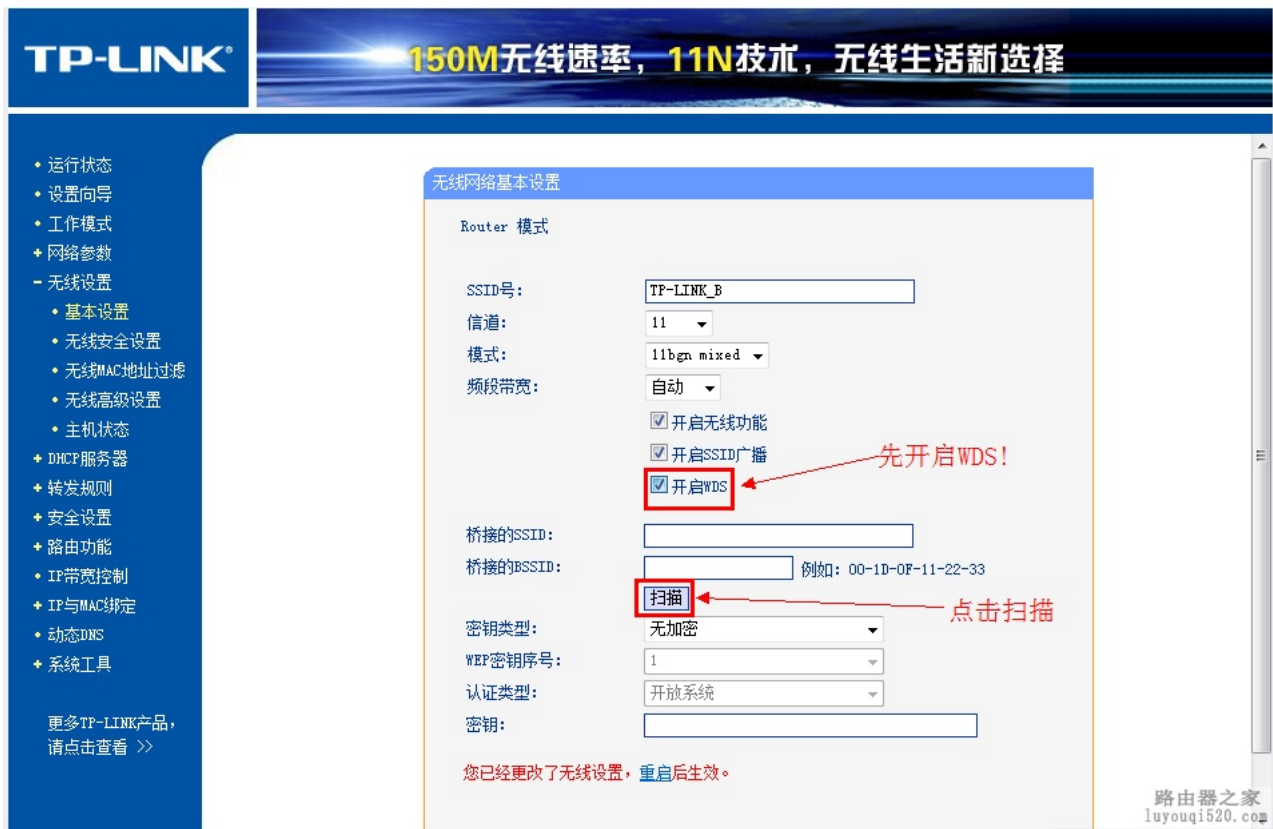 TP-LINK®
150M无线速率，11N技术，无线生活新选择
• 运行状态
• 设置向导
• 工作模式
+ 网络参数
- 无线设置
• 基本设置
• 无线安全设置
• 无线MAC地址过滤
• 无线高级设置
• 主机状态
+ DHCP服务器
+ 转发规则
+ 安全设置
+ 路由功能
• IP带宽控制
+ IP与MAC绑定
• 动态DNS
+ 系统工具
更多TP-LINK产品，
请点击查看 >>
无线网络基本设置
Router 模式
SSID号： TP-LINK_B
信道： 11
模式： 11bgn mixed
频段带宽： 自动
开启无线功能
开启SSID广播
先开启WDS!
开启WDS
桥接的SSID：
桥接的BSSID： 例如：00-1D-0F-11-22-33
扫描
点击扫描
密钥类型： 无加密
WEP密钥序号： 1
认证类型： 开放系统
密钥：
您已经更改了无线设置，重启后生效。
路由器之家
luyouqi520.com